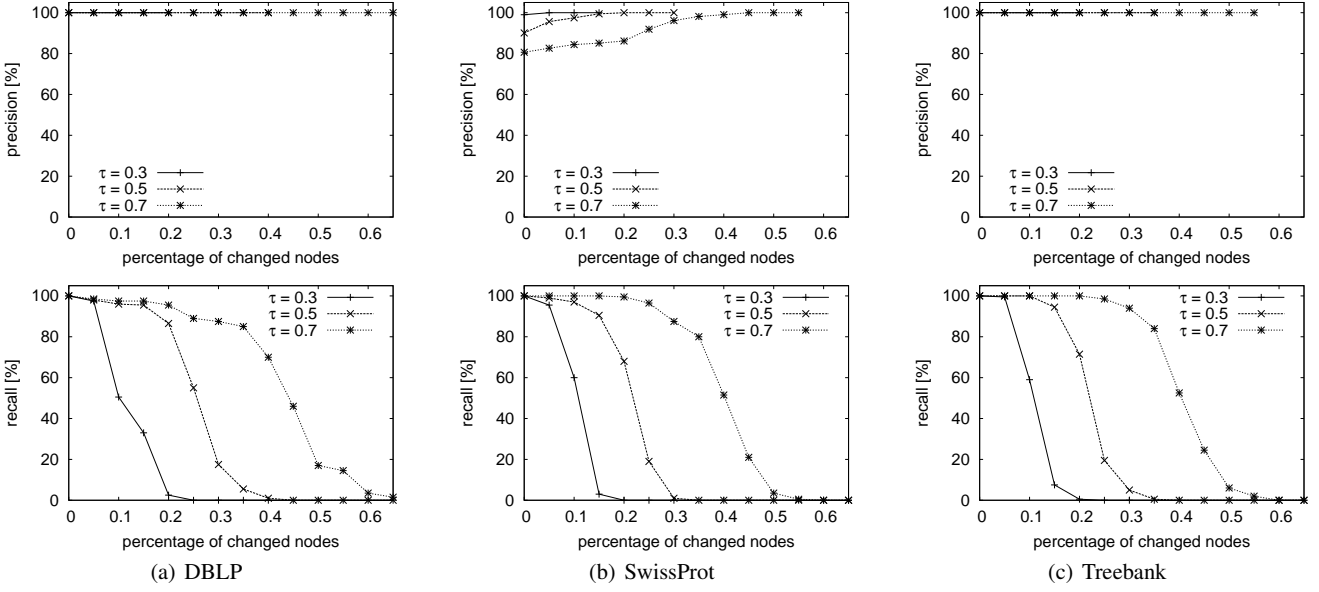 100
80
60
40
20
0
precision [%]
τ = 0.3
τ = 0.5
τ = 0.7
0 0.1 0.2 0.3 0.4 0.5 0.6
percentage of changed nodes
100
80
60
40
20
0
precision [%]
τ = 0.3
τ = 0.5
τ = 0.7
0 0.1 0.2 0.3 0.4 0.5 0.6
percentage of changed nodes
100
80
60
40
20
0
precision [%]
τ = 0.3
τ = 0.5
τ = 0.7
0 0.1 0.2 0.3 0.4 0.5 0.6
percentage of changed nodes
100
80
60
40
20
0
recall [%]
τ = 0.3
τ = 0.5
τ = 0.7
0 0.1 0.2 0.3 0.4 0.5 0.6
percentage of changed nodes
(a) DBLP
100
80
60
40
20
0
recall [%]
τ = 0.3
τ = 0.5
τ = 0.7
0 0.1 0.2 0.3 0.4 0.5 0.6
percentage of changed nodes
(b) SwissProt
100
80
60
40
20
0
recall [%]
τ = 0.3
τ = 0.5
τ = 0.7
0 0.1 0.2 0.3 0.4 0.5 0.6
percentage of changed nodes
(c) Treebank